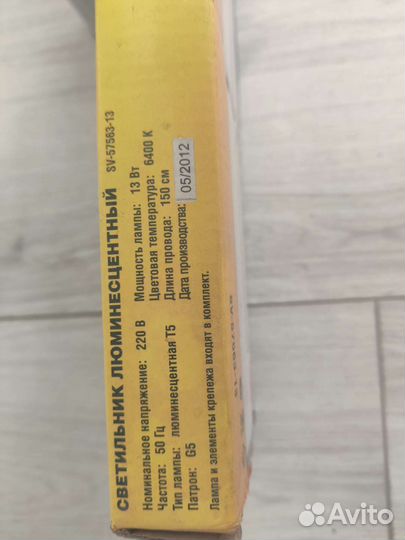 СВЕТИЛЬНИК ЛЮМИНЕСЦЕНТНЫЙ SV-57563-13
Номинальное напряжение: 220 В
Частота: 50 Гц
Тип лампы: люминесцентная Т5
Патрон: G5
Мощность лампы: 13 Вт
Цветовая температура: 6400 К
Длина провода: 150 см
Дата производства: 05/2012
Лампа и элементы крепежа входят в комплект.
Avito